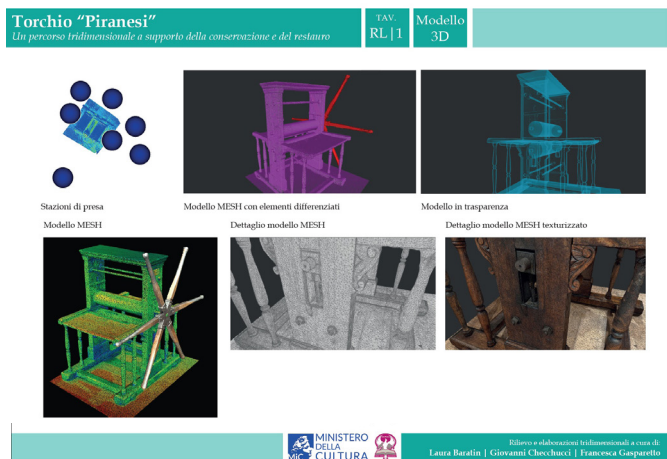 Torchio “Piranesi”
Un percorso tridimensionale a supporto della conservazione e del restauro
TAV.
RL|1
Modello
3D
Stazioni di presa
Modello MESH con elementi differenziati
Modello in trasparenza
Modello MESH
Dettaglio modello MESH
Dettaglio modello MESH texturizzato
MiC
MINISTERO
DELLA
CULTURA
Rilievo e elaborazioni tridimensionali a cura di:
Laura Baratin | Giovanni Checchucci | Francesca Gasparetto